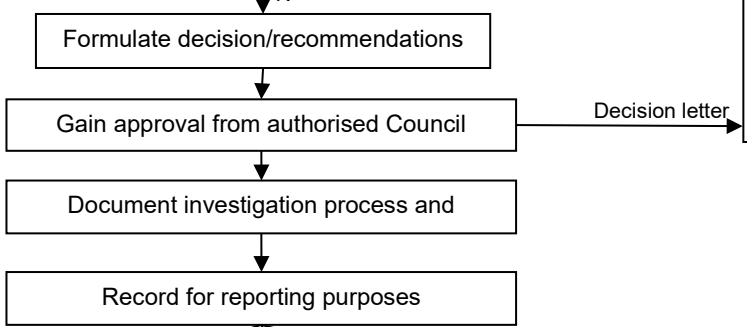 Formulate decision/recommendations
Gain approval from authorised Council
Decision letter
Document investigation process and
Record for reporting purposes